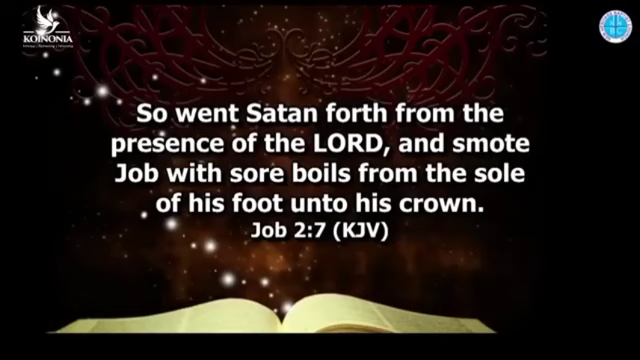 KOINONIA
So went Satan forth from the
presence of the LORD, and smote
Job with sore boils from the sole
of his foot unto his crown.
Job 2:7 (KJV)